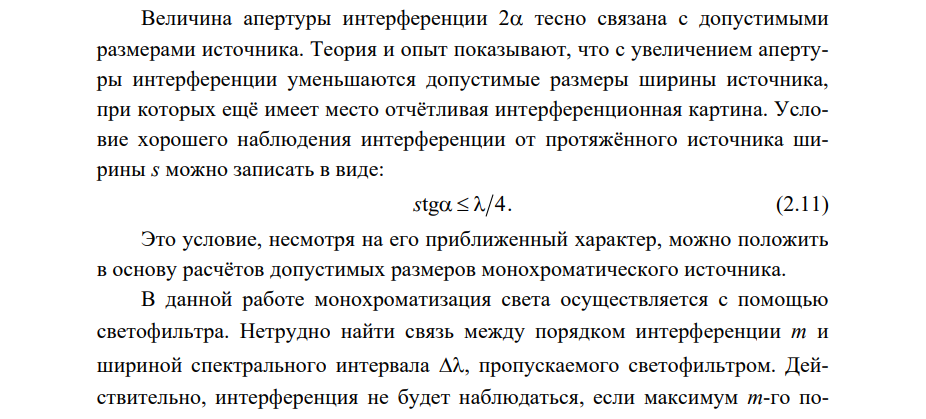 Величина апертуры интерференции 2α тесно связана с допустимыми
размерами источника. Теория и опыт показывают, что с увеличением аперту-
ры интерференции уменьшаются допустимые размеры ширины источника,
при которых ещё имеет место отчётливая интерференционная картина. Усло-
вие хорошего наблюдения интерференции от протяжённого источника ши-
рины s можно записать в виде:
stgα ≤ λ/4. (2.11)
Это условие, несмотря на его приближенный характер, можно положить
в основу расчётов допустимых размеров монохроматического источника.
В данной работе монохроматизация света осуществляется с помощью
светофильтра. Нетрудно найти связь между порядком интерференции m и
шириной спектрального интервала Δλ, пропускаемого светофильтром. Дей-
ствительно, интерференция не будет наблюдаться, если максимум m-го по-